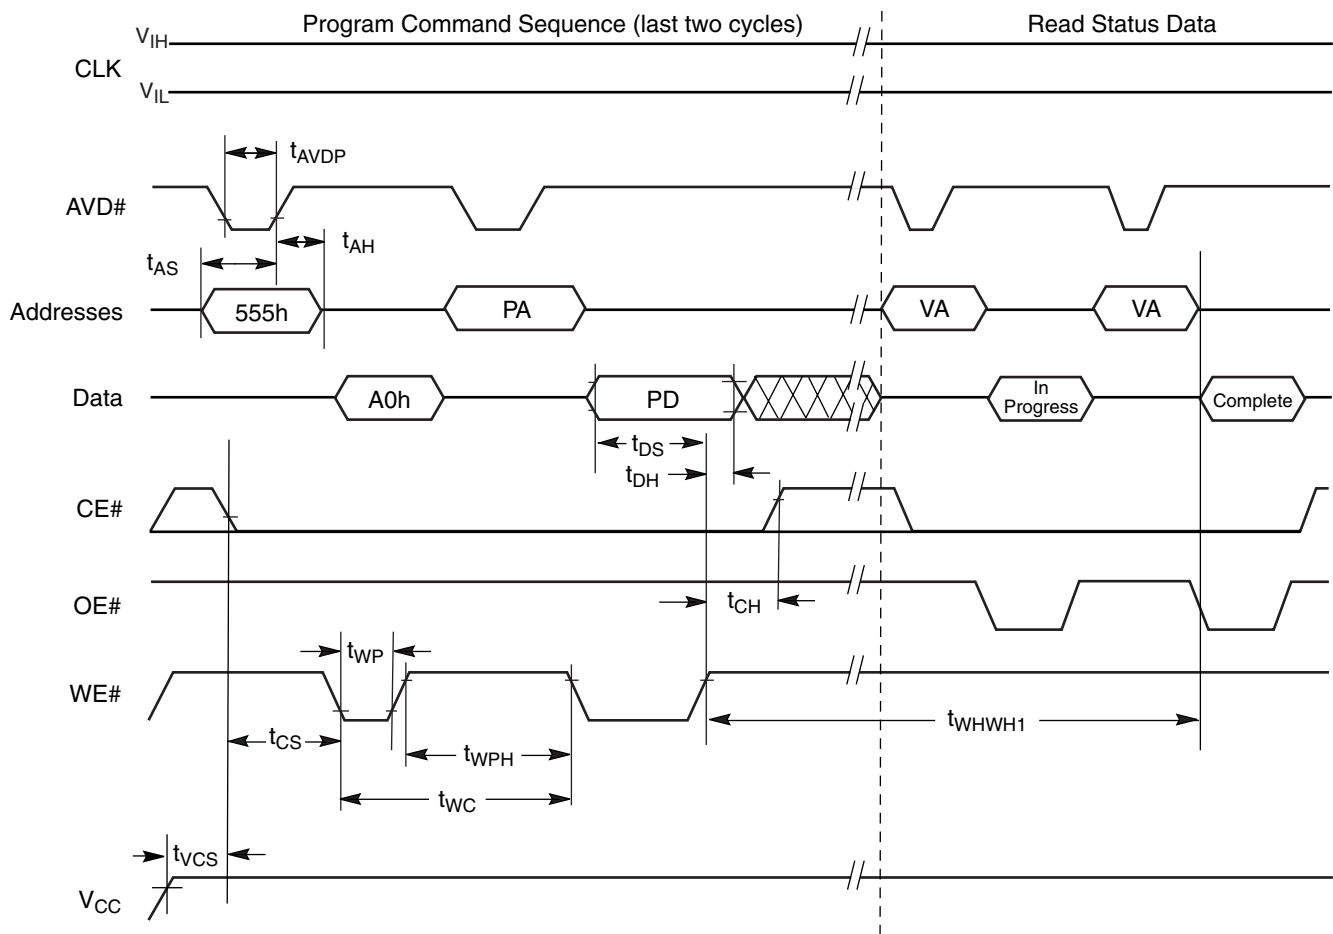 Program Command Sequence (last two cycles)
Read Status Data
VIH
CLK
VIL
tAVDP
AVD#
tAH
tAS
Addresses
555h
PA
VA
VA
Data
A0h
PD
In
Progress
Complete
tDS
tDH
CE#
OE#
tCH
tWP
WE#
tWHWH1
tCS
tWPH
tWC
tVCS
VCC